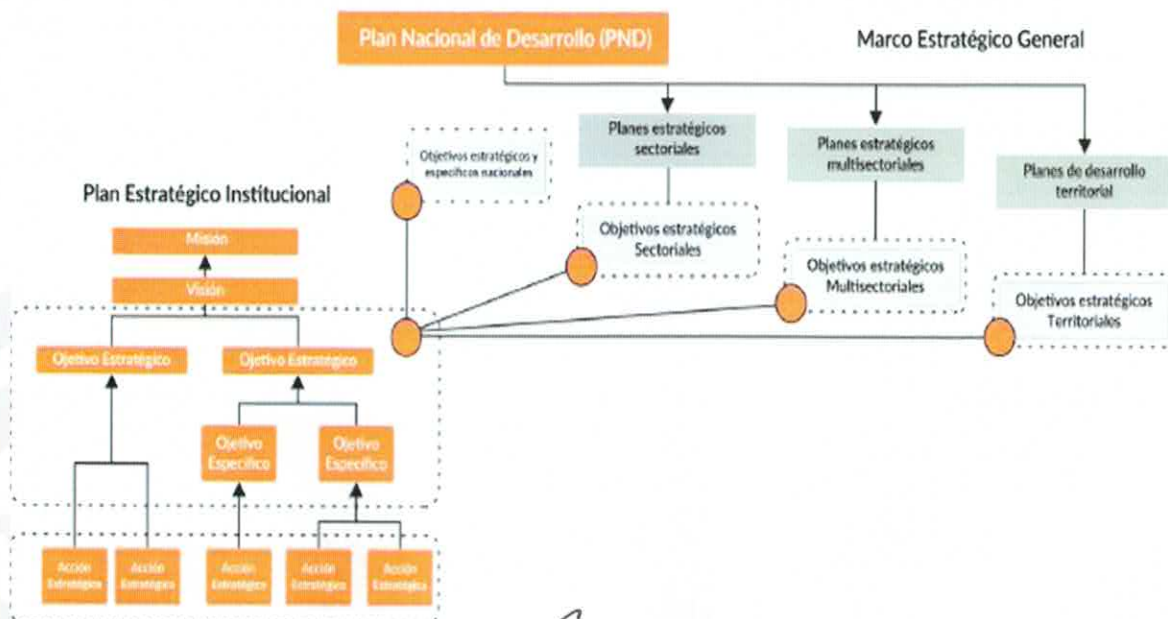 Plan Nacional de Desarrollo (PND)
Marco Estratégico General
Planes estratégicos
sectoriales
Planes estratégicos
multisectoriales
Planes de desarrollo
territorial
Objetivos estratégicos y
específicos nacionales
Objetivos estratégicos
Sectoriales
Objetivos estratégicos
Multisectoriales
Objetivos estratégicos
Territoriales
Plan Estratégico Institucional
Misión
Visión
Ojetivo Estratégico
Ojetivo Estratégico
Ojetivo
Específico
Ojetivo
Específico
Acción
Estratégica
Acción
Estratégica
Acción
Estratégica
Acción
Estratégica
Acción
Estratégica